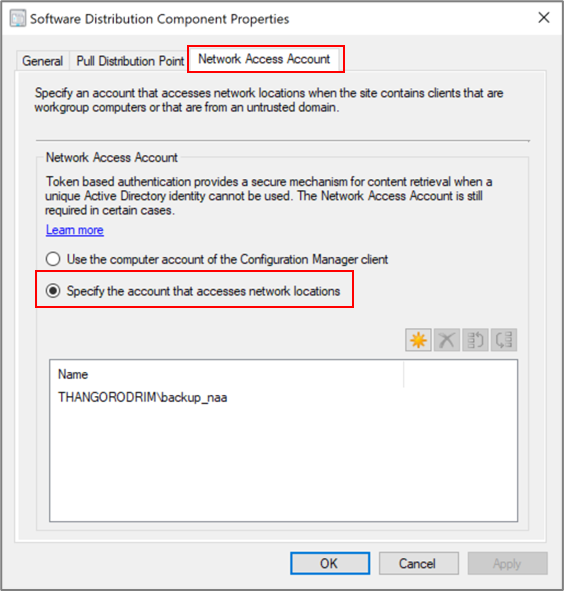 Software Distribution Component Properties
General
Pull Distribution Point
Network Access Account
Specify an account that accesses network locations when the site contains clients that are
workgroup computers or that are from an untrusted domain.
Network Access Account
Token based authentication provides a secure mechanism for content retrieval when a
unique Active Directory identity cannot be used. The Network Access Account is still
required in certain cases.
Learn more
Use the computer account of the Configuration Manager client
Specify the account that accesses network locations
Name
THANGORODRIM\backup_naa
OK
Cancel
Apply